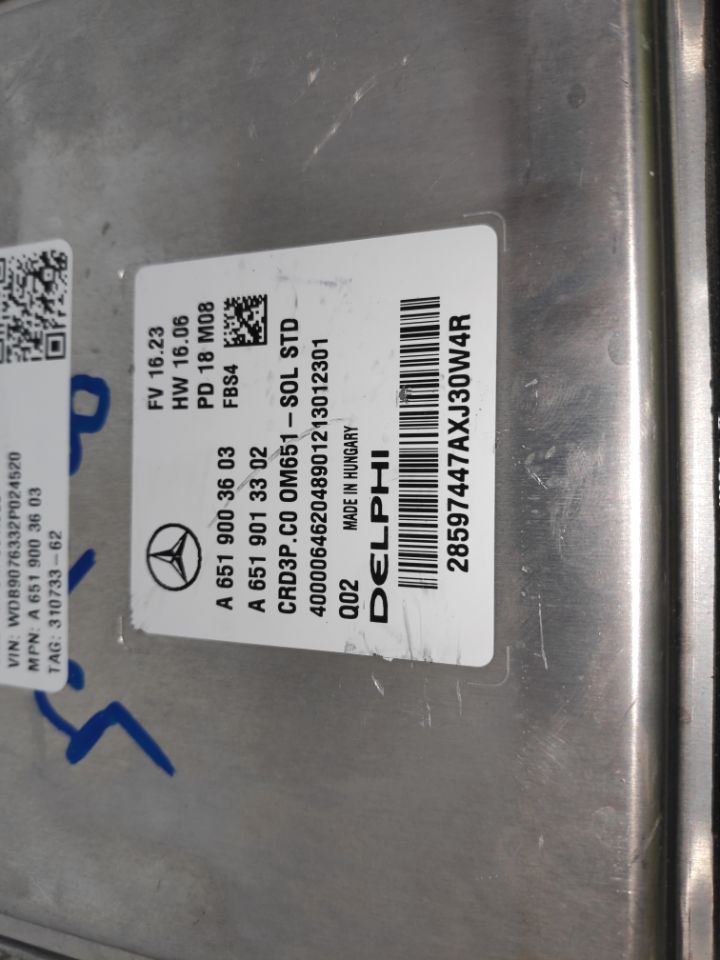 VIN: WDB9076332P024520
MPN: A 651 900 36 03
TAG: 310733-62
FV 16.23
HW 16.06
PD 18 M08
FBS4
A 651 900 36 03
A 651 901 33 02
CRD3P.C0 OM651-SOL STD
40000646204890121301 2301
Q02 MADE IN HUNGARY
DELPHI
28597447AXJ30W4R